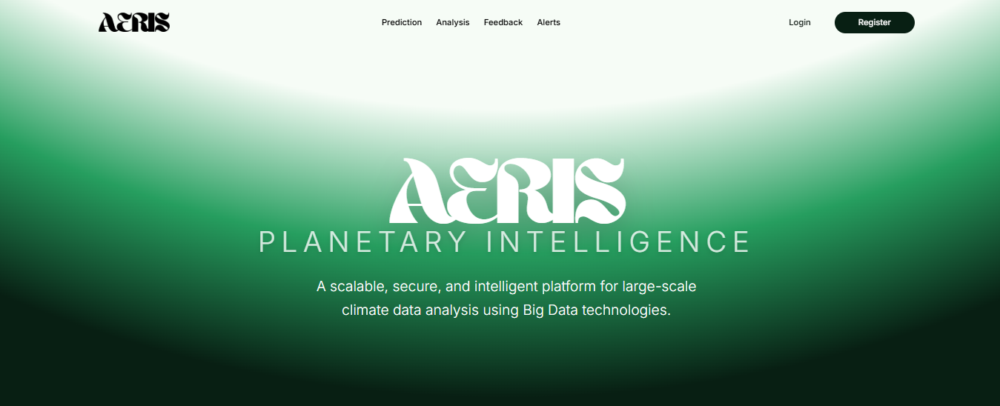 AERIS
Prediction Analysis Feedback Alerts
Login Register
AERIS
PLANETARY INTELLIGENCE
A scalable, secure, and intelligent platform for large-scale
climate data analysis using Big Data technologies.